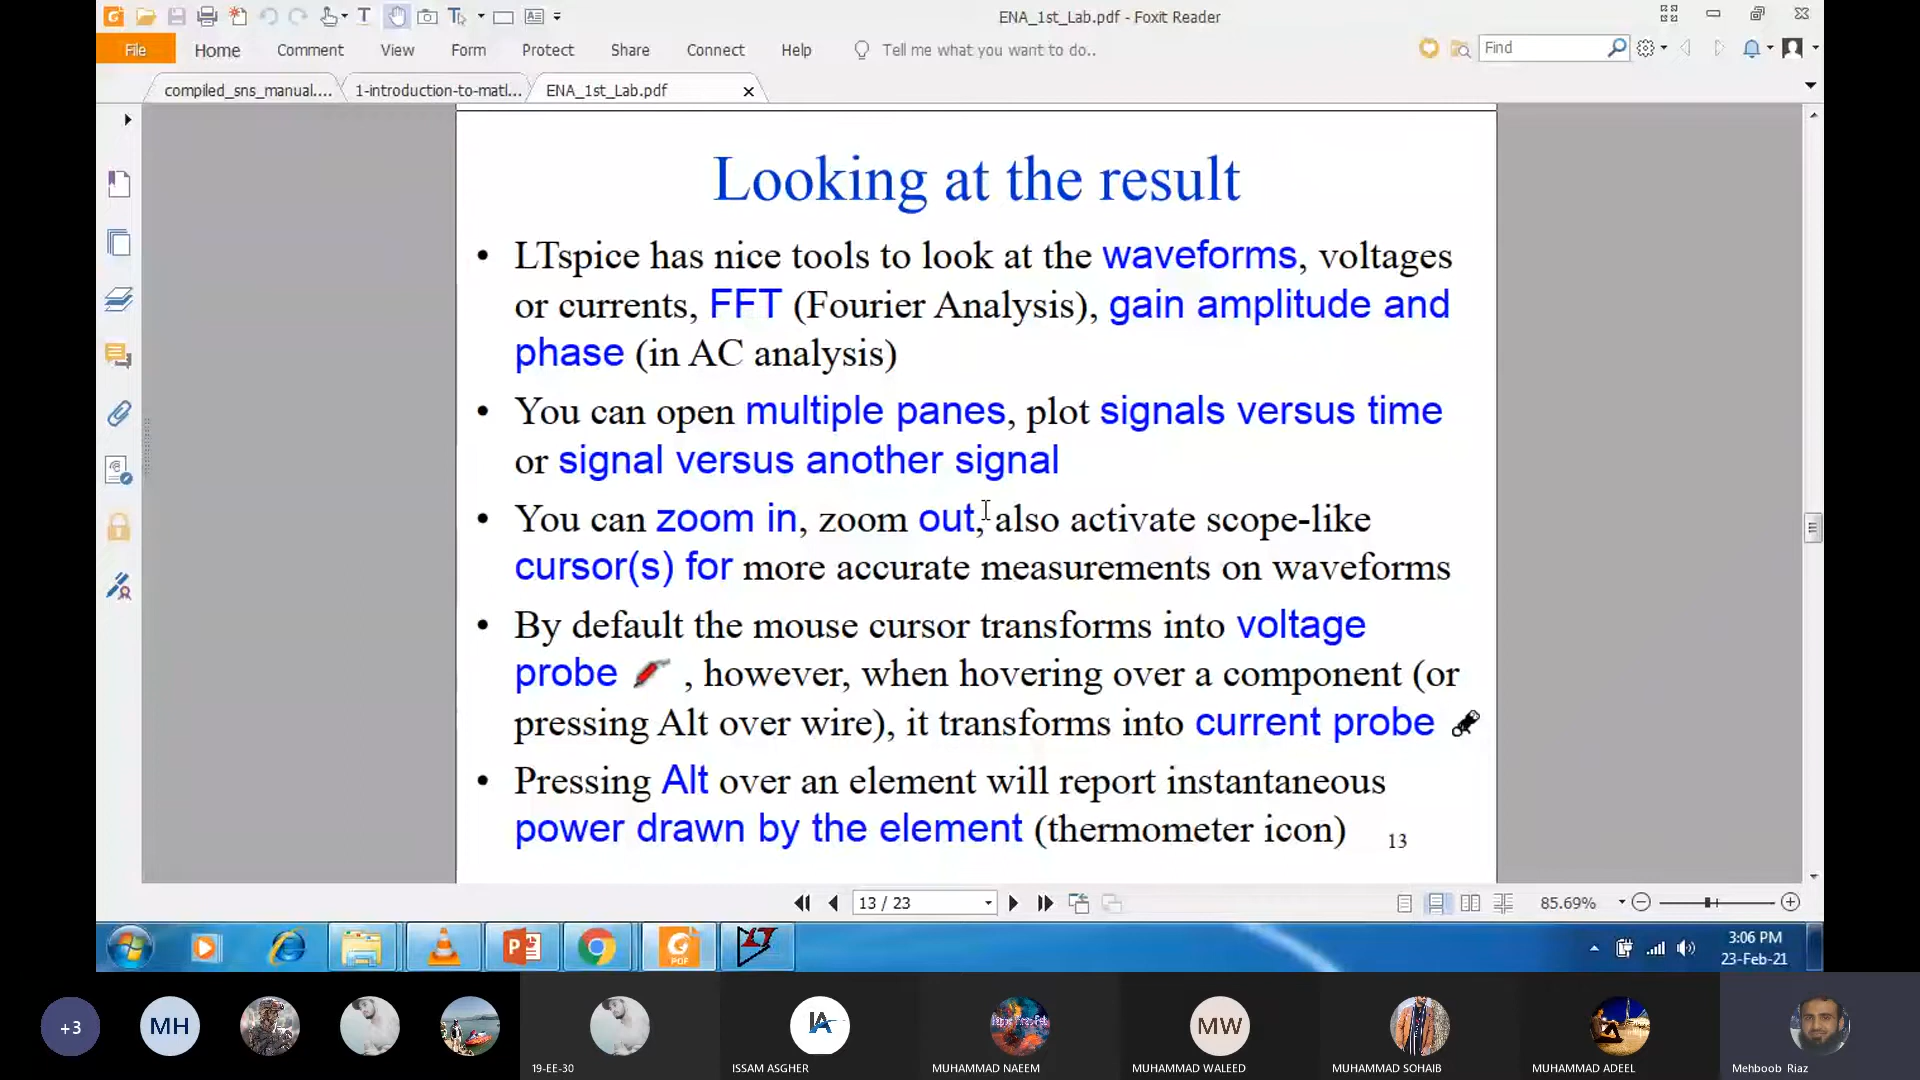 ENA_1st_Lab.pdf - Foxit Reader
File Home Comment View Form Protect Share Connect Help Tell me what you want to do.. Find
compiled_sns_manual.... 1-introduction-to-matl... ENA_1st_Lab.pdf
Looking at the result
• LTspice has nice tools to look at the waveforms, voltages
or currents, FFT (Fourier Analysis), gain amplitude and
phase (in AC analysis)
• You can open multiple panes, plot signals versus time
or signal versus another signal
• You can zoom in, zoom out, also activate scope-like
cursor(s) for more accurate measurements on waveforms
• By default the mouse cursor transforms into voltage
probe , however, when hovering over a component (or
pressing Alt over wire), it transforms into current probe
• Pressing Alt over an element will report instantaneous
power drawn by the element (thermometer icon)
13
13 / 23
85.69%
3:06 PM
23-Feb-21
+3
MH
IA
MW
19-EE-30
ISSAM ASGHER
MUHAMMAD NAEEM
MUHAMMAD WALEED
MUHAMMAD SOHAIB
MUHAMMAD ADEEL
Mehboob Riaz